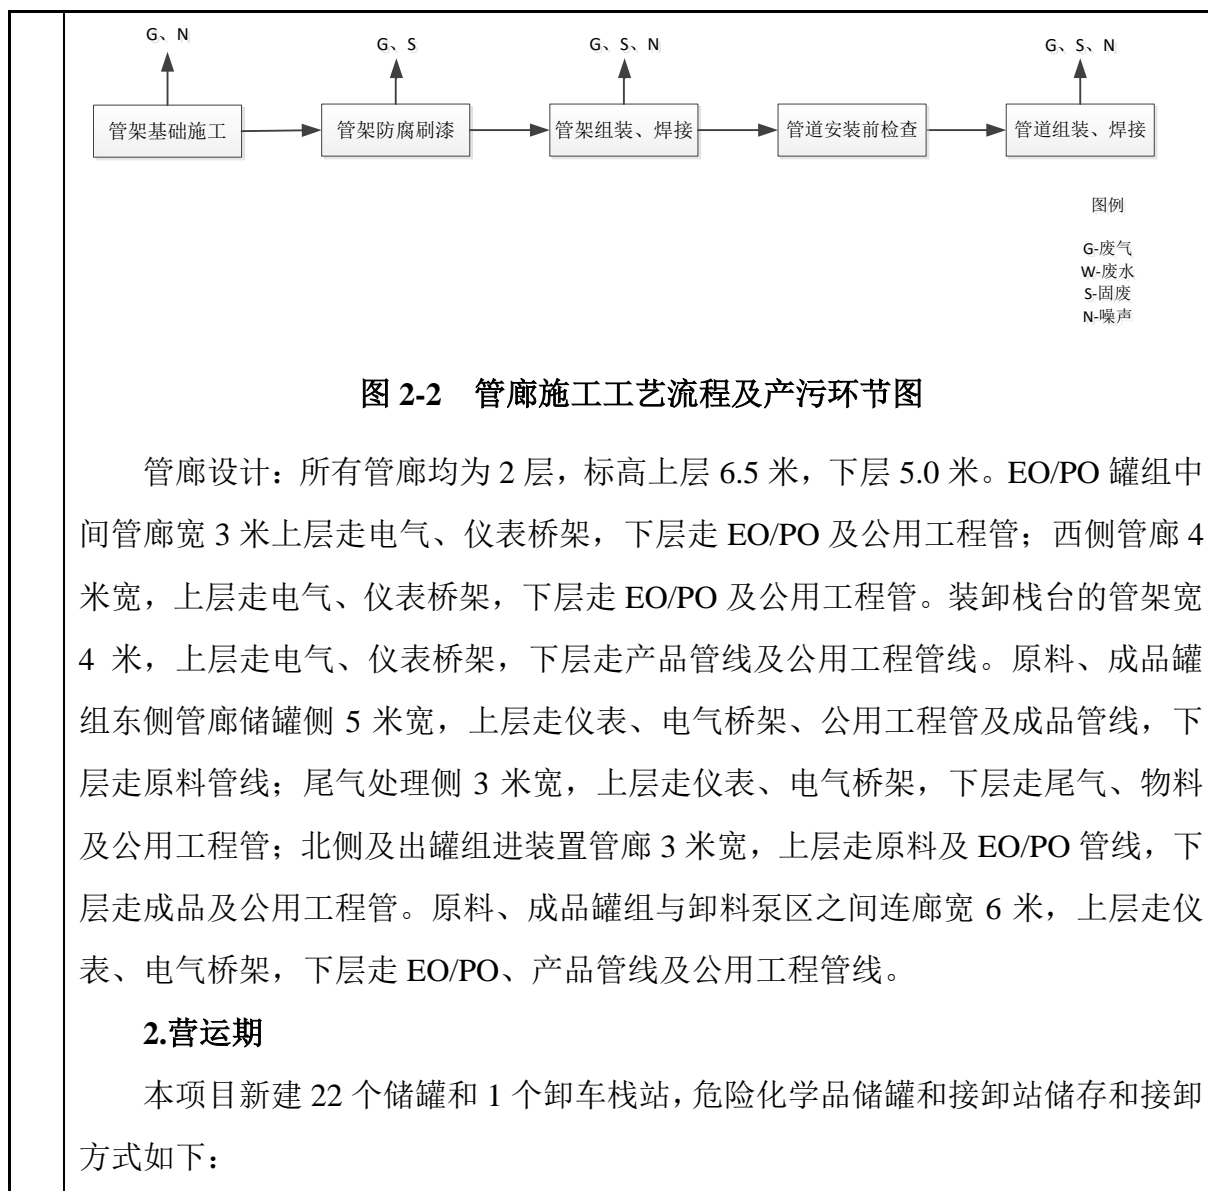 G、N
G、S
G、S、N
G、S、N
管架基础施工
管架防腐刷漆
管架组装、焊接
管道安装前检查
管道组装、焊接
图例
G-废气
W-废水
S-固废
N-噪声
图 2-2 管廊施工工艺流程及产污环节图
管廊设计：所有管廊均为 2 层，标高上层 6.5 米，下层 5.0 米。EO/PO 罐组中
间管廊宽 3 米上层走电气、仪表桥架，下层走 EO/PO 及公用工程管；西侧管廊 4
米宽，上层走电气、仪表桥架，下层走 EO/PO 及公用工程管。装卸栈台的管架宽
4 米，上层走电气、仪表桥架，下层走产品管线及公用工程管线。原料、成品罐
组东侧管廊储罐侧 5 米宽，上层走仪表、电气桥架、公用工程管及成品管线，下
层走原料管线；尾气处理侧 3 米宽，上层走仪表、电气桥架，下层走尾气、物料
及公用工程管；北侧及出罐组进装置管廊 3 米宽，上层走原料及 EO/PO 管线，下
层走成品及公用工程管。原料、成品罐组与卸料泵区之间连廊宽 6 米，上层走仪
表、电气桥架，下层走 EO/PO、产品管线及公用工程管线。
2.营运期
本项目新建 22 个储罐和 1 个卸车栈站，危险化学品储罐和接卸站储存和接卸
方式如下：